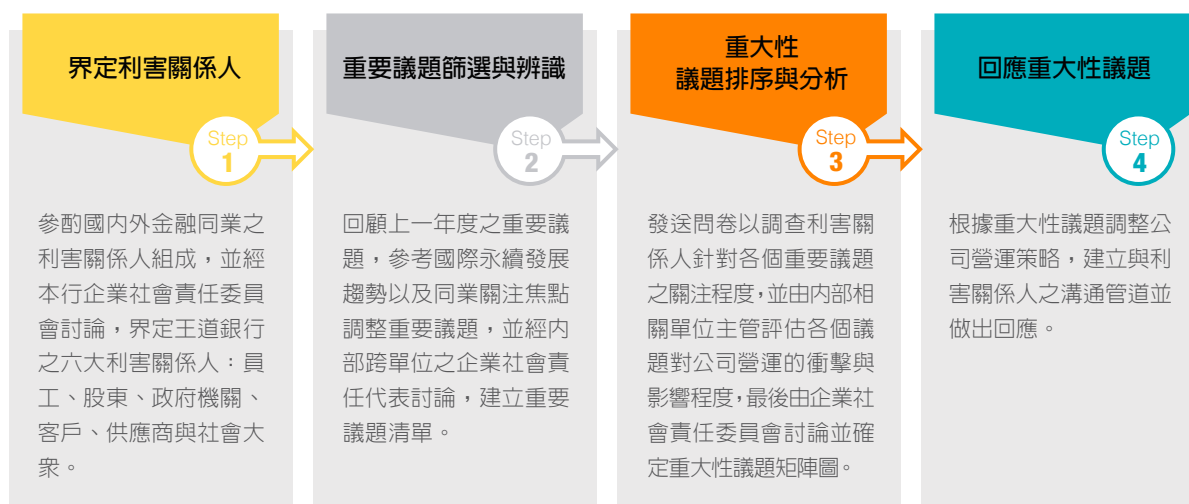 界定利害關係人
Step
1
參酌國內外金融同業之
利害關係人組成，並經
本行企業社會責任委員
會討論，界定王道銀行
之六大利害關係人：員
工、股東、政府機關、
客戶、供應商與社會大
眾。
重要議題篩選與辨識
Step
2
回顧上一年度之重要議
題，參考國際永續發展
趨勢以及同業關注焦點
調整重要議題，並經內
部跨單位之企業社會責
任代表討論，建立重要
議題清單。
重大性
議題排序與分析
Step
3
發送問卷以調查利害關
係人針對各個重要議題
之關注程度，並由內部相
關單位主管評估各個議
題對公司營運的衝擊與
影響程度，最後由企業社
會責任委員會討論並確
定重大性議題矩陣圖。
回應重大性議題
Step
4
根據重大性議題調整公
司營運策略，建立與利
害關係人之溝通管道並
做出回應。